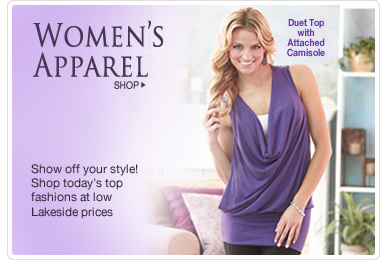 WOMEN'S
APPAREL
SHOP
Duet Top
with
Attached
Camisole
Show off your style!
Shop today's top
fashions at low
Lakeside prices